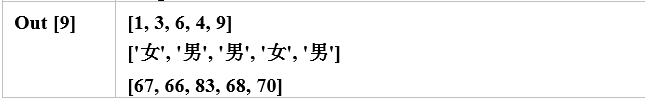 Out [9]
[1, 3, 6, 4, 9]
['女', '男', '男', '女', '男']
[67, 66, 83, 68, 70]